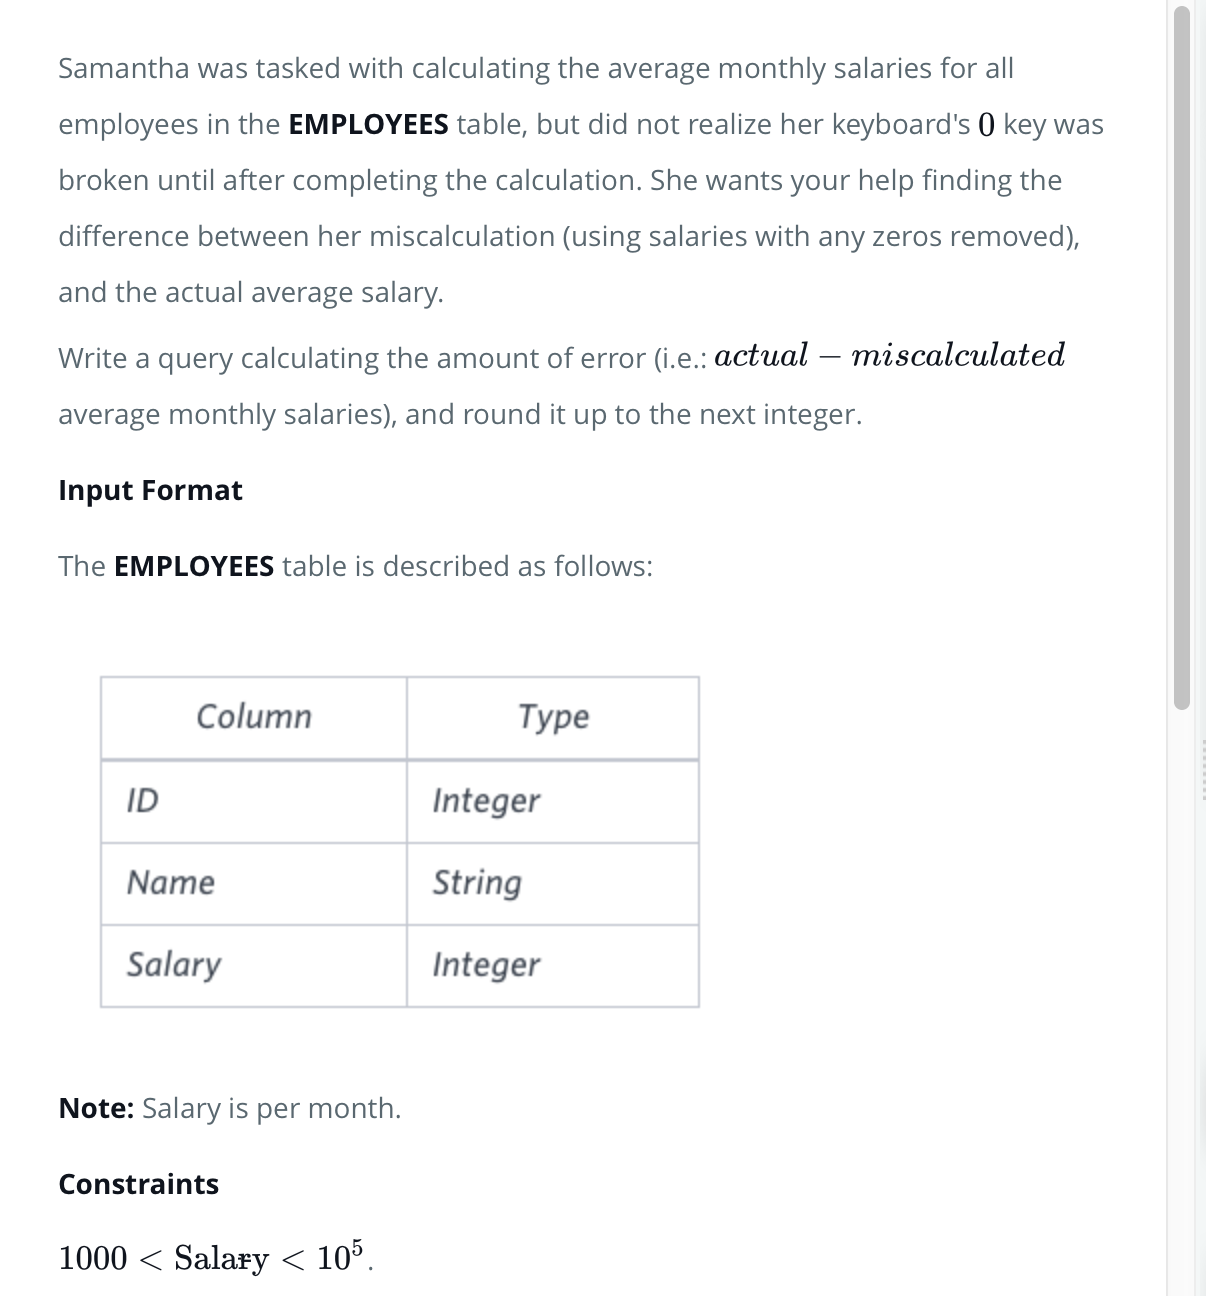 Samantha was tasked with calculating the average monthly salaries for all
employees in the EMPLOYEES table, but did not realize her keyboard's 0 key was
broken until after completing the calculation. She wants your help finding the
difference between her miscalculation (using salaries with any zeros removed),
and the actual average salary.
Write a query calculating the amount of error (i.e.: actual − miscalculated
average monthly salaries), and round it up to the next integer.
Input Format
The EMPLOYEES table is described as follows:
Column Type
ID Integer
Name String
Salary Integer
Note: Salary is per month.
Constraints
1000 < Salary < 10⁵.